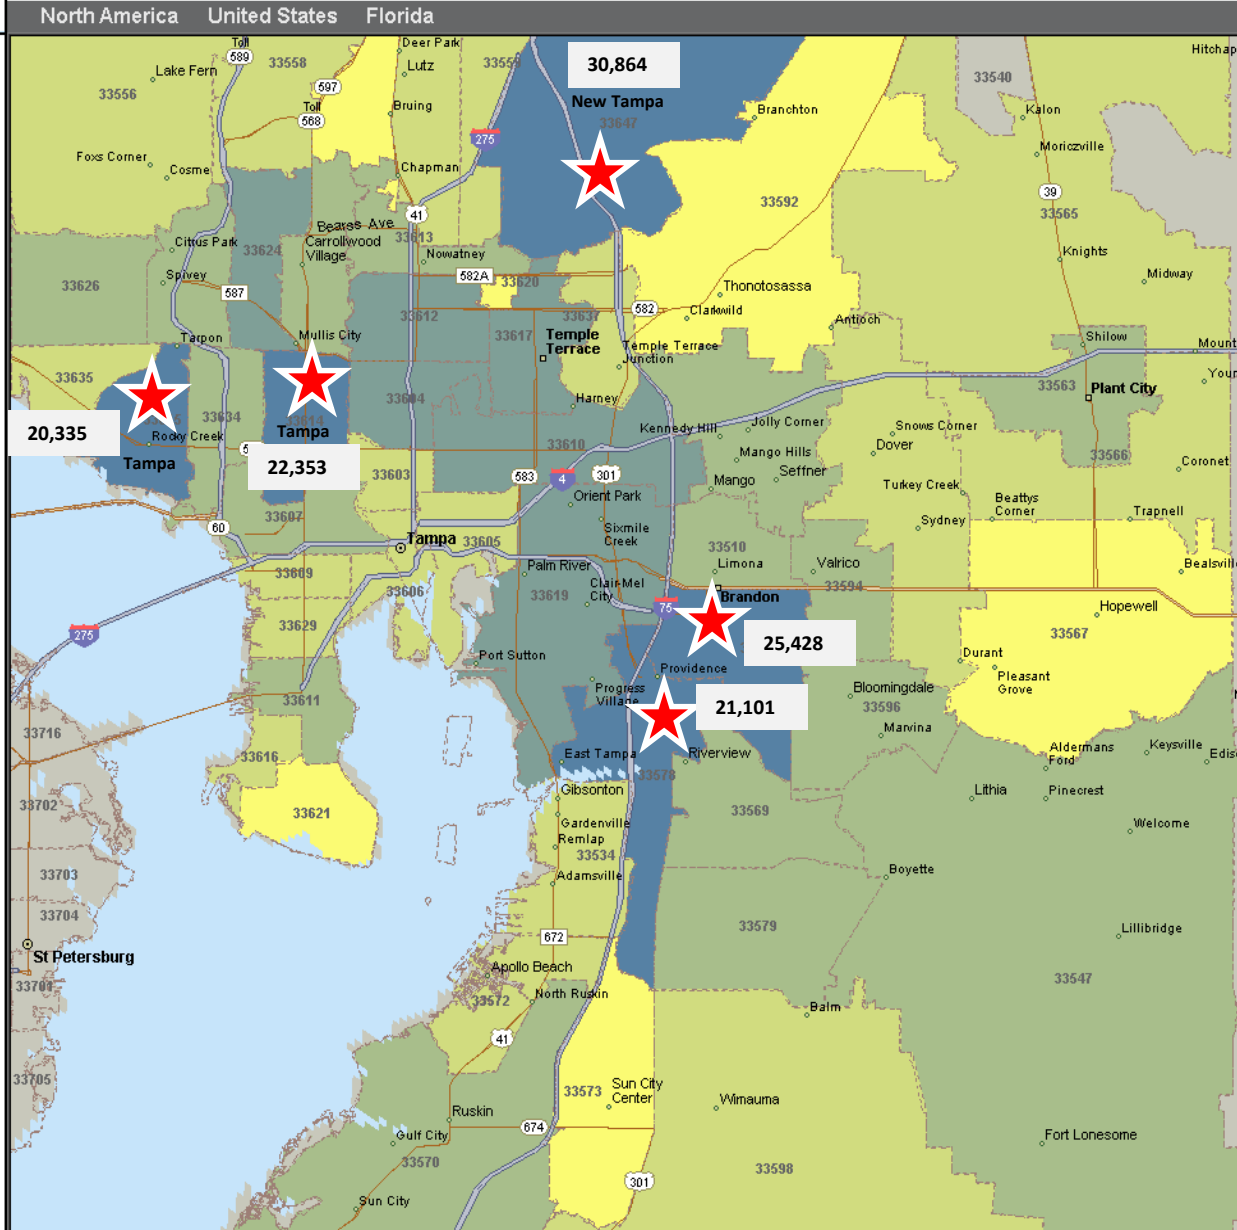 North America United States Florida
Toll
589
33558
Deer Park
Lutz
30,864
Hitchap
Lake Fern
33556
597
Toll
568
Bruing
New Tampa
33647
Branchton
33540
Kalon
275
Foxs Corner
Cosme
Chapman
Moriczville
39
33592
33565
41
Bearss Ave
Carrollwood
Village
33613
Citrus Park
33624
Nowatney
Knights
Spivey
582A
33620
Midway
33626
587
Thonotosassa
33612
33637
582
Clarkwild
Antioch
Tarpon
Mullis City
33617
Temple
Terrace
Temple Terrace
Junction
Shilow
Mount
33635
33563
Plant City
Your
33634
33614
33604
Harney
20,335
Rocky Creek
Tampa
Kennedy Hill
Jolly Corner
Snows Corner
Dover
33610
Mango Hills
33566
Tampa
22,353
33603
583
4
301
Seffner
Mango
Coronet
Turkey Creek
Orient Park
Beattys
Corner
Trapnell
33607
60
Sixmile
Creek
Sydney
Tampa
33605
33510
Limona
Valrico
33609
Palm River
Bealsville
33606
33619
Clair-Mel
City
33594
Brandon
75
Hopewell
275
33629
33567
25,428
Durant
Port Sutton
Providence
Pleasant
Grove
Progress
Village
Bloomingdale
33596
33611
21,101
Marvina
33716
33616
East Tampa
Riverview
Aldermans
Ford
Keysville
Edis
33578
Gibsonton
Lithia
Pinecrest
33702
33621
33569
Gardenville
Remlap
33534
Welcome
33703
Adamsville
Boyette
33704
33579
672
Lillibridge
St Petersburg
33701
Apollo Beach
33572
North Ruskin
33547
Balm
41
33705
33573
Sun City
Center
Wimauma
Ruskin
674
Gulf City
Fort Lonesome
33570
33598
301
Sun City